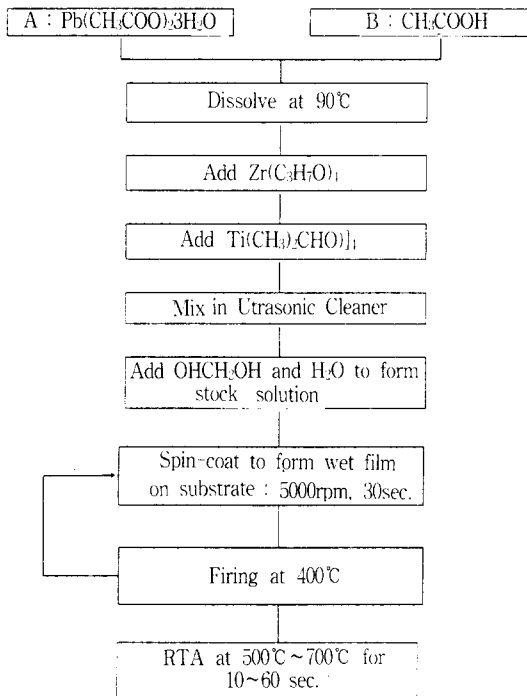 A : Pb(CH₃COO)₂3H₂O
B : CH₃COOH
Dissolve at 90℃
Add Zr(C₃H₇O)₄
Add Ti(CH₃)₂CHO)]₄
Mix in Utrasonic Cleaner
Add OHCH₂OH and H₂O to form
stock solution
Spin-coat to form wet film
on substrate : 5000rpm, 30sec.
Firing at 400℃
RTA at 500℃~700℃ for
10~60 sec.